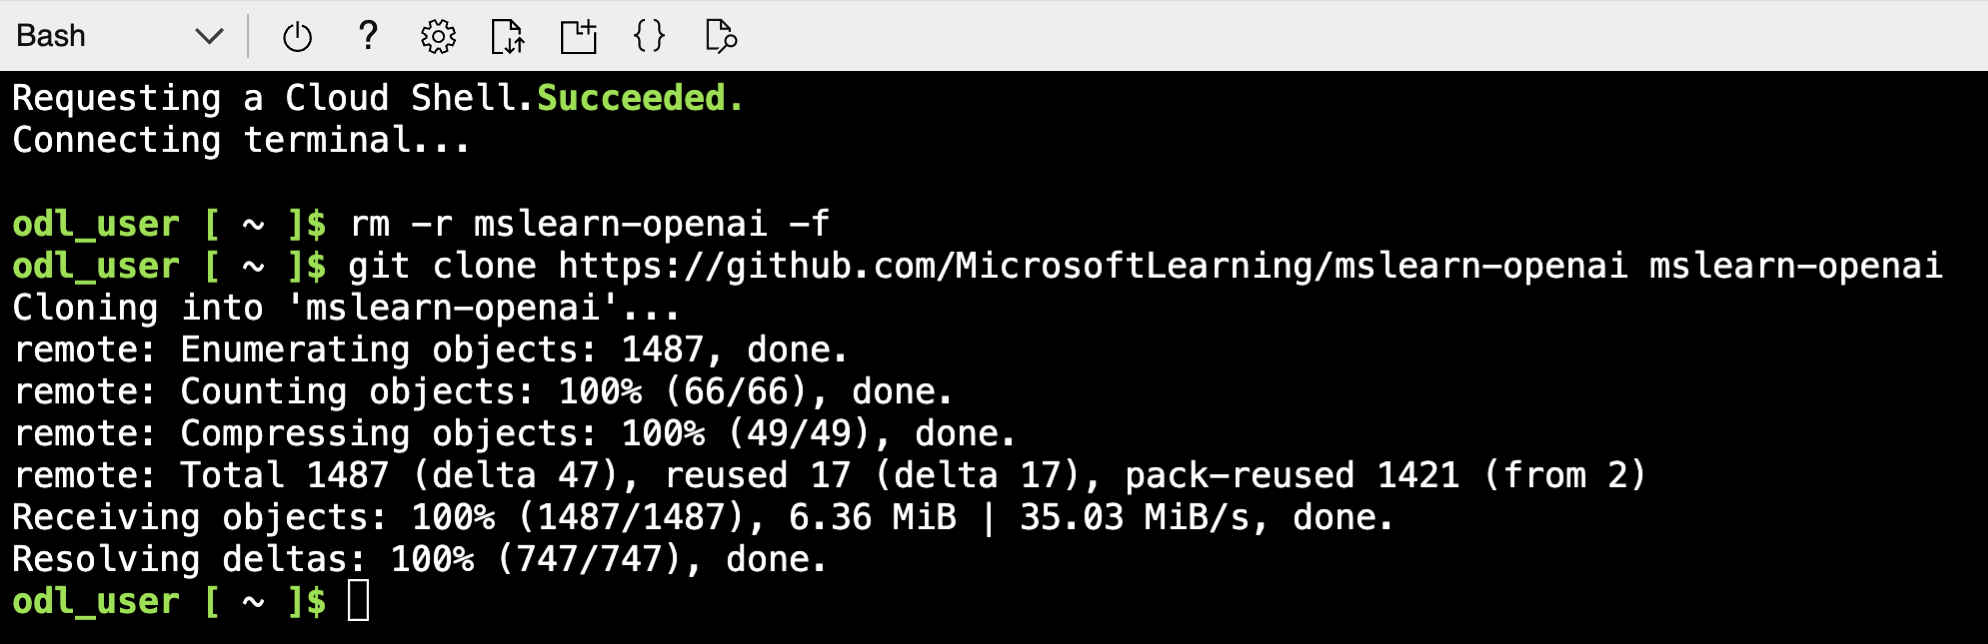 Bash
Requesting a Cloud Shell.Succeeded.
Connecting terminal...
odl_user [ ~ ]$ rm -r mslearn-openai -f
odl_user [ ~ ]$ git clone https://github.com/MicrosoftLearning/mslearn-openai mslearn-openai
Cloning into 'mslearn-openai'...
remote: Enumerating objects: 1487, done.
remote: Counting objects: 100% (66/66), done.
remote: Compressing objects: 100% (49/49), done.
remote: Total 1487 (delta 47), reused 17 (delta 17), pack-reused 1421 (from 2)
Receiving objects: 100% (1487/1487), 6.36 MiB | 35.03 MiB/s, done.
Resolving deltas: 100% (747/747), done.
odl_user [ ~ ]$